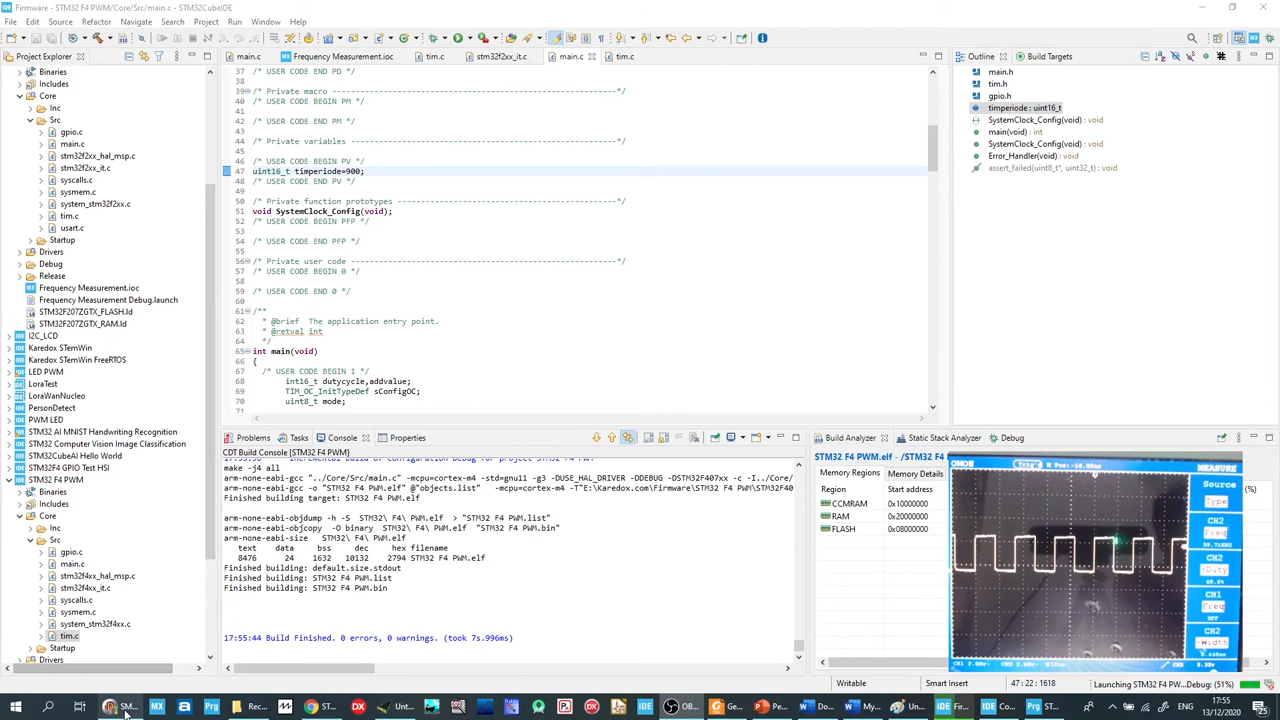 Firmware - STM32 F4 PWM/Core/Src/main.c - STM32CubeIDE
File Edit Source Refactor Navigate Search Project Run Window Help
Project Explorer
main.c
Frequency Measurement.ioc
tim.c
stm32f2xx_it.c
main.c
tim.c
Outline
Build Targets
Binaries
Includes
Core
Inc
Src
gpio.c
main.c
stm32f2xx_hal_msp.c
stm32f2xx_it.c
syscalls.c
sysmem.c
system_stm32f2xx.c
tim.c
usart.c
Startup
Drivers
Debug
Release
Frequency Measurement.ioc
Frequency Measurement Debug.launch
STM32F207ZGTX_FLASH.ld
STM32F207ZGTX_RAM.ld
I2C_LCD
Karedox STemWin
Karedox STemWin FreeRTOS
LED PWM
LoraTest
LoraWanNucleo
PersonDetect
PWM LED
STM32 AI MNIST Handwriting Recognition
STM32 Computer Vision Image Classification
STM32CubeAI Hello World
STM32F4 GPIO Test HSI
STM32 F4 PWM
Binaries
Includes
Core
Inc
Src
gpio.c
main.c
stm32f4xx_hal_msp.c
stm32f4xx_it.c
syscalls.c
sysmem.c
system_stm32f4xx.c
tim.c
Startup
Drivers
37 /* USER CODE END PD */
38
39 /* Private macro -------------------------------------------------------------*/
40 /* USER CODE BEGIN PM */
41
42 /* USER CODE END PM */
43
44 /* Private variables ---------------------------------------------------------*/
45
46 /* USER CODE BEGIN PV */
47 uint16_t timperiode=900;
48 /* USER CODE END PV */
49
50 /* Private function prototypes -----------------------------------------------*/
51 void SystemClock_Config(void);
52 /* USER CODE BEGIN PFP */
53
54 /* USER CODE END PFP */
55
56 /* Private user code ---------------------------------------------------------*/
57 /* USER CODE BEGIN 0 */
58
59 /* USER CODE END 0 */
60
61 /**
62 * @brief The application entry point.
63 * @retval int
64 */
65 int main(void)
66 {
67 /* USER CODE BEGIN 1 */
68 int16_t dutycycle,addvalue;
69 TIM_OC_InitTypeDef sConfigOC;
70 uint8_t mode;
71
main.h
tim.h
gpio.h
timperiode : uint16_t
SystemClock_Config(void) : void
main(void) : int
SystemClock_Config(void) : void
Error_Handler(void) : void
assert_failed(uint8_t*, uint32_t) : void
Problems Tasks Console Properties
CDT Build Console [STM32 F4 PWM]
make -j4 all
arm-none-eabi-gcc "../Core/Src/main.c" -mcpu=cortex-m4 -std=gnu11 -g3 -DUSE_HAL_DRIVER -DDEBUG -DSTM32F407xx -c -I../Core/
arm-none-eabi-gcc -o "STM32 F4 PWM.elf" @"objects.list" -mcpu=cortex-m4 -T"E:\Karedox.com\Firmware\STM32 F4 PWM\STM32F40
Finished building target: STM32 F4 PWM.elf
arm-none-eabi-objdump -h -S STM32\ F4\ PWM.elf > "STM32 F4 PWM.list"
arm-none-eabi-objcopy -O binary STM32\ F4\ PWM.elf "STM32 F4 PWM.bin"
arm-none-eabi-size STM32\ F4\ PWM.elf
text data bss dec hex filename
8476 24 1632 10132 2794 STM32 F4 PWM.elf
Finished building: default.size.stdout
Finished building: STM32 F4 PWM.list
Finished building: STM32 F4 PWM.bin
17:55:44 Build Finished. 0 errors, 0 warnings. (took 7s.996ms)
Build Analyzer
Static Stack Analyzer
Debug
STM32 F4 PWM.elf - /STM32 F4
Memory Regions
Memory Details
Region
Start address
(%)
CCMRAM 0x10000000
RAM 0x20000000
FLASH 0x08000000
MEASURE
Source
Type
CH2
Freq
CH2
+Duty
CH1
Freq
OFF
CH2
+Width
Writable
Smart Insert
47 : 22 : 1618
Launching STM32 F4 PW...Debug: (51%)
17:55
13/12/2020